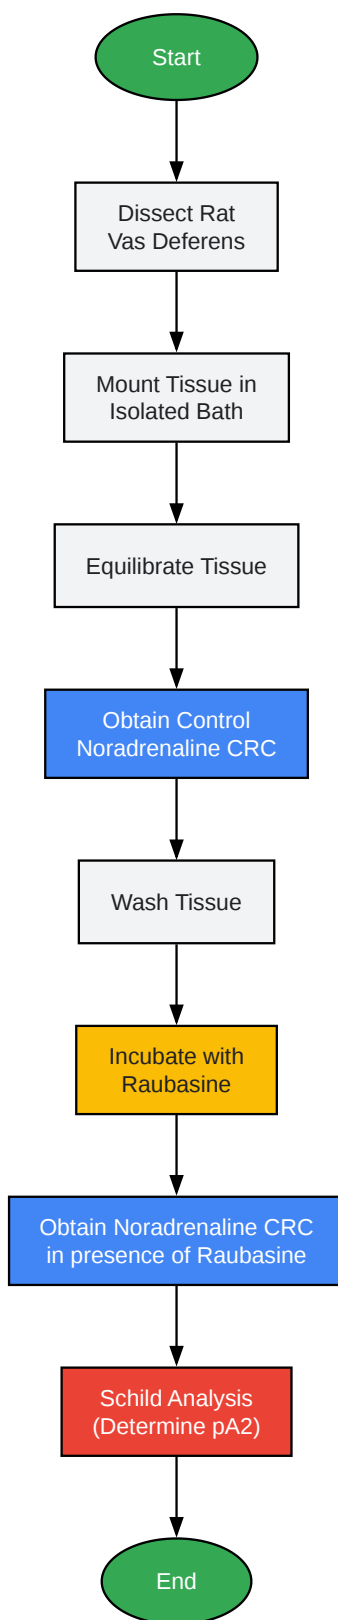 Start
Dissect Rat
Vas Deferens
Mount Tissue in
Isolated Bath
Equilibrate Tissue
Obtain Control
Noradrenaline CRC
Wash Tissue
Incubate with
Raubasine
Obtain Noradrenaline CRC
in presence of Raubasine
Schild Analysis
(Determine pA2)
End